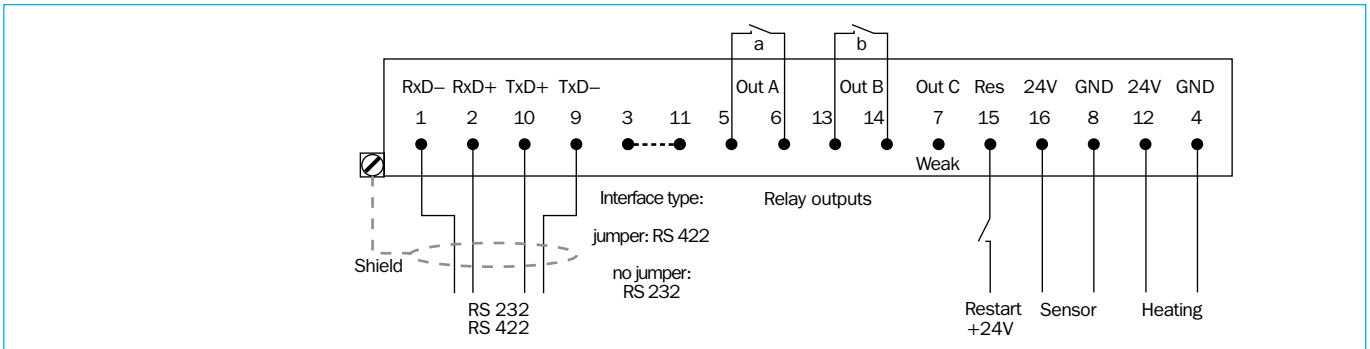 a b
RxD– RxD+ TxD+ TxD– Out A Out B Out C Res 24V GND 24V GND
1 2 10 9 3 11 5 6 13 14 7 15 16 8 12 4
Weak
Interface type: Relay outputs
jumper: RS 422
Shield
no jumper:
RS 232
RS 232
RS 422
Restart Sensor Heating
+24V